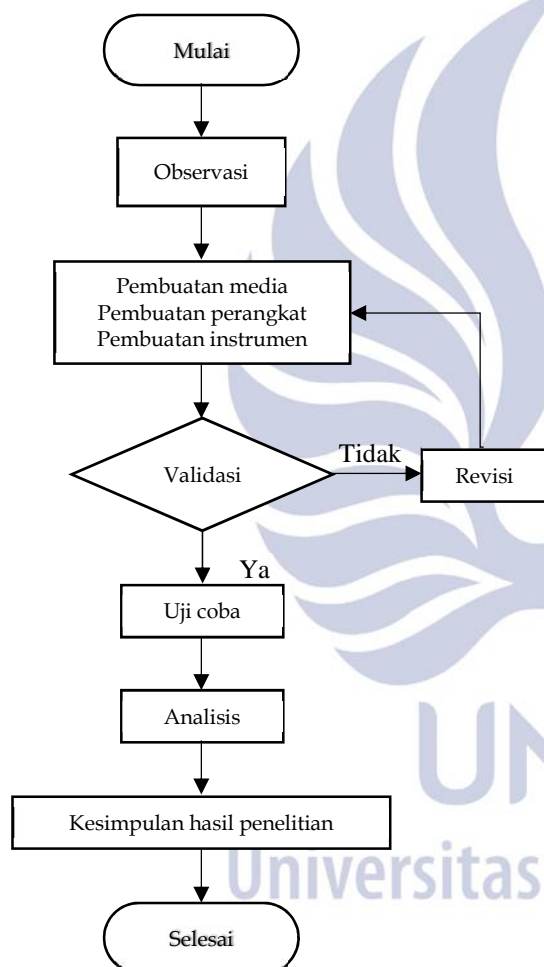 Mulai
Observasi
Pembuatan media
Pembuatan perangkat
Pembuatan instrumen
Validasi
Tidak
Revisi
Ya
Uji coba
Analisis
UN
Kesimpulan hasil penelitian
Universitas
Selesai